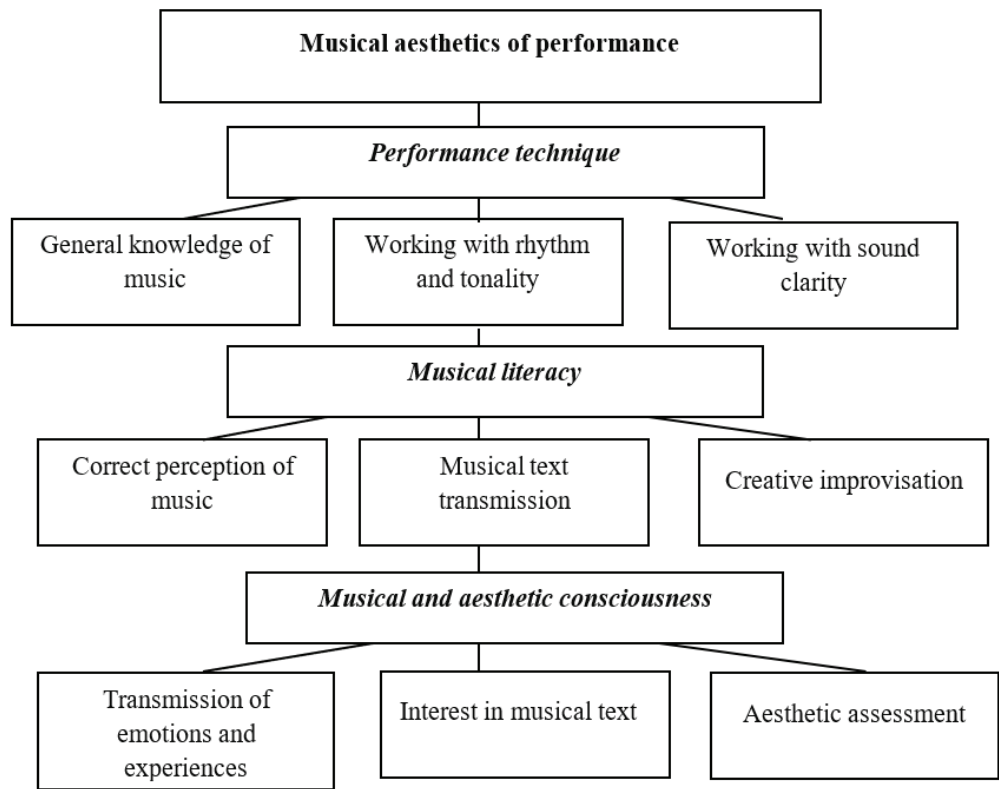 Musical aesthetics of performance
Performance technique
General knowledge of
music
Working with rhythm
and tonality
Working with sound
clarity
Musical literacy
Correct perception of
music
Musical text
transmission
Creative improvisation
Musical and aesthetic consciousness
Transmission of
emotions and
experiences
Interest in musical text
Aesthetic assessment